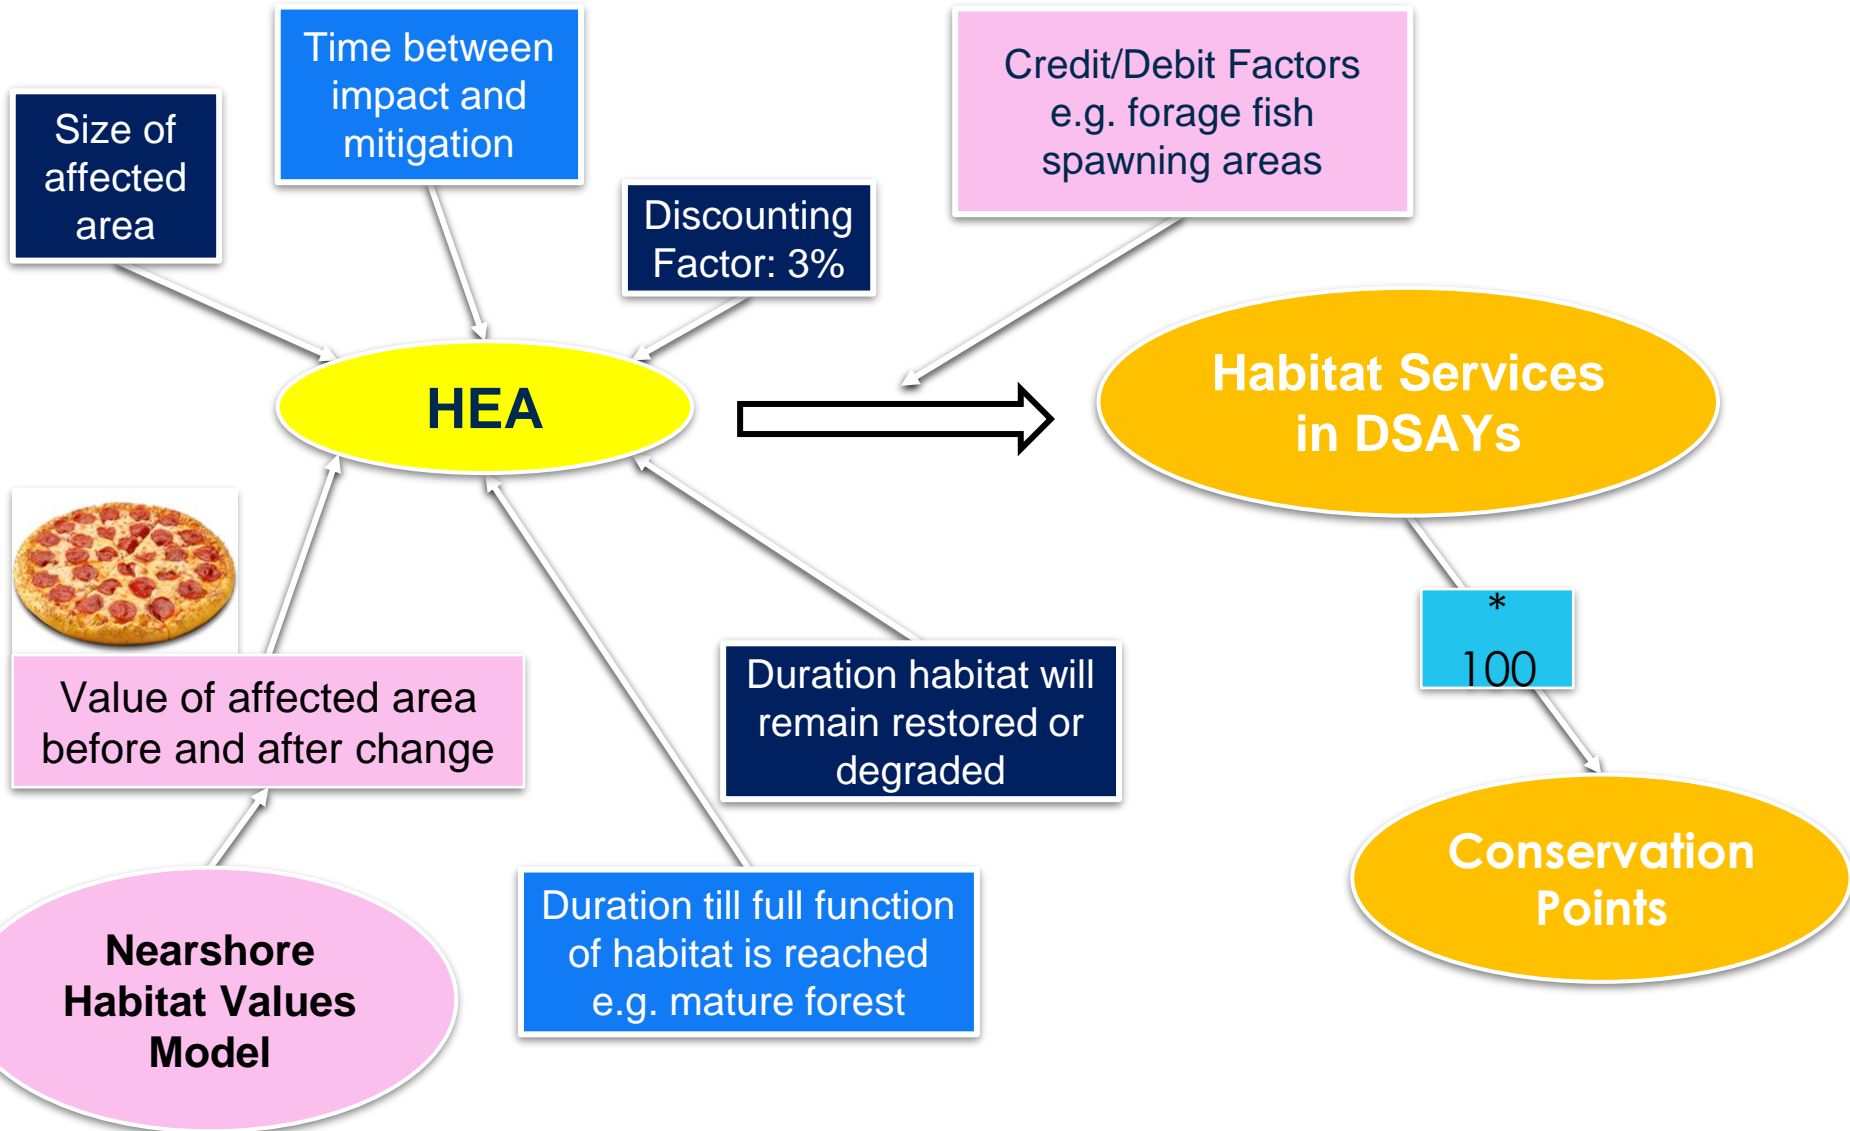 Time between
impact and
mitigation
Credit/Debit Factors
e.g. forage fish
spawning areas
Size of
affected
area
Discounting
Factor: 3%
HEA
Habitat Services
in DSAYs
*
100
Value of affected area
before and after change
Duration habitat will
remain restored or
degraded
Nearshore
Habitat Values
Model
Duration till full function
of habitat is reached
e.g. mature forest
Conservation
Points